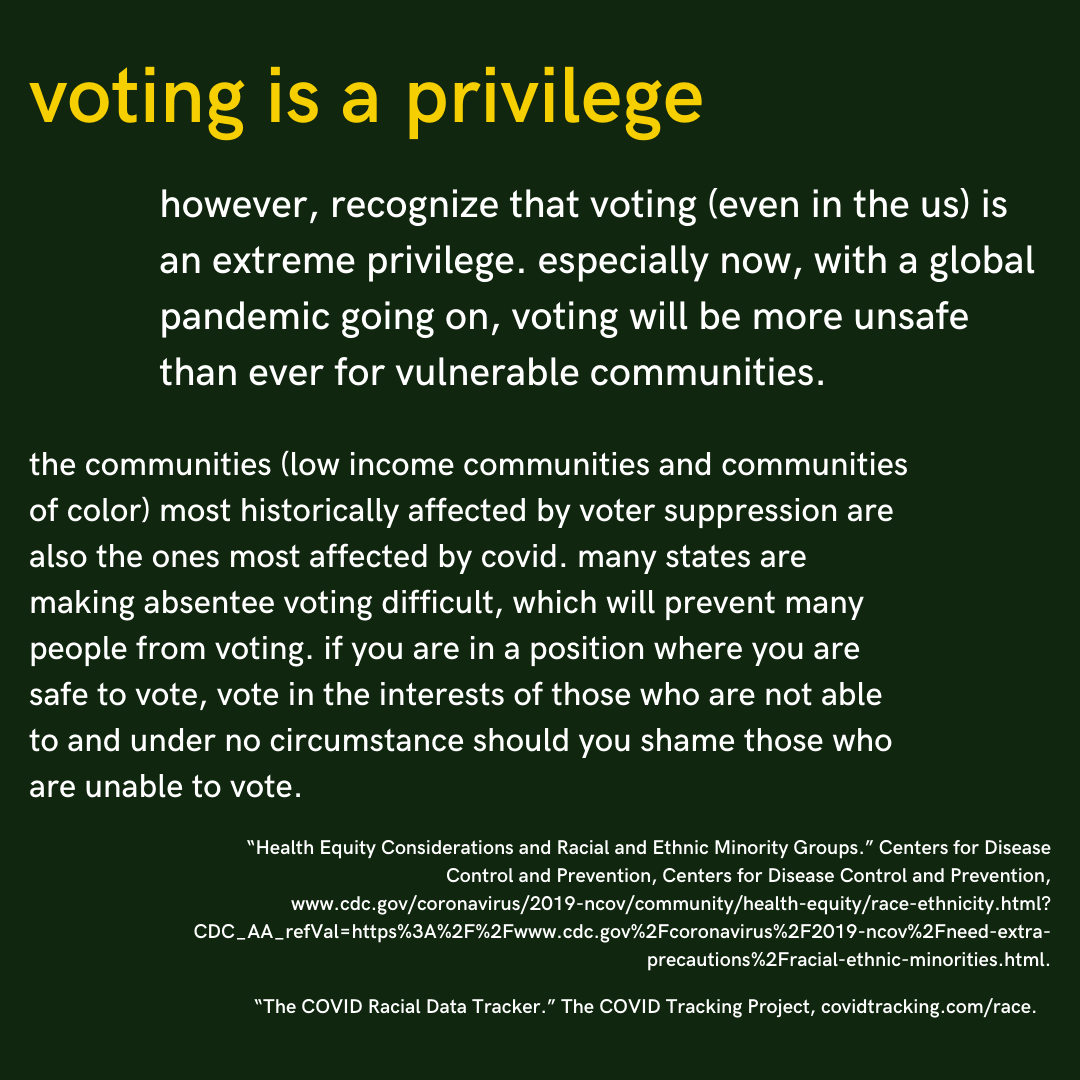 voting is a privilege
however, recognize that voting (even in the us) is
an extreme privilege. especially now, with a global
pandemic going on, voting will be more unsafe
than ever for vulnerable communities.
the communities (low income communities and communities
of color) most historically affected by voter suppression are
also the ones most affected by covid. many states are
making absentee voting difficult, which will prevent many
people from voting. if you are in a position where you are
safe to vote, vote in the interests of those who are not able
to and under no circumstance should you shame those who
are unable to vote.
“Health Equity Considerations and Racial and Ethnic Minority Groups.” Centers for Disease
Control and Prevention, Centers for Disease Control and Prevention,
www.cdc.gov/coronavirus/2019-ncov/community/health-equity/race-ethnicity.html?
CDC_AA_refVal=https%3A%2F%2Fwww.cdc.gov%2Fcoronavirus%2F2019-ncov%2Fneed-extra-
precautions%2Fracial-ethnic-minorities.html.
“The COVID Racial Data Tracker.” The COVID Tracking Project, covidtracking.com/race.